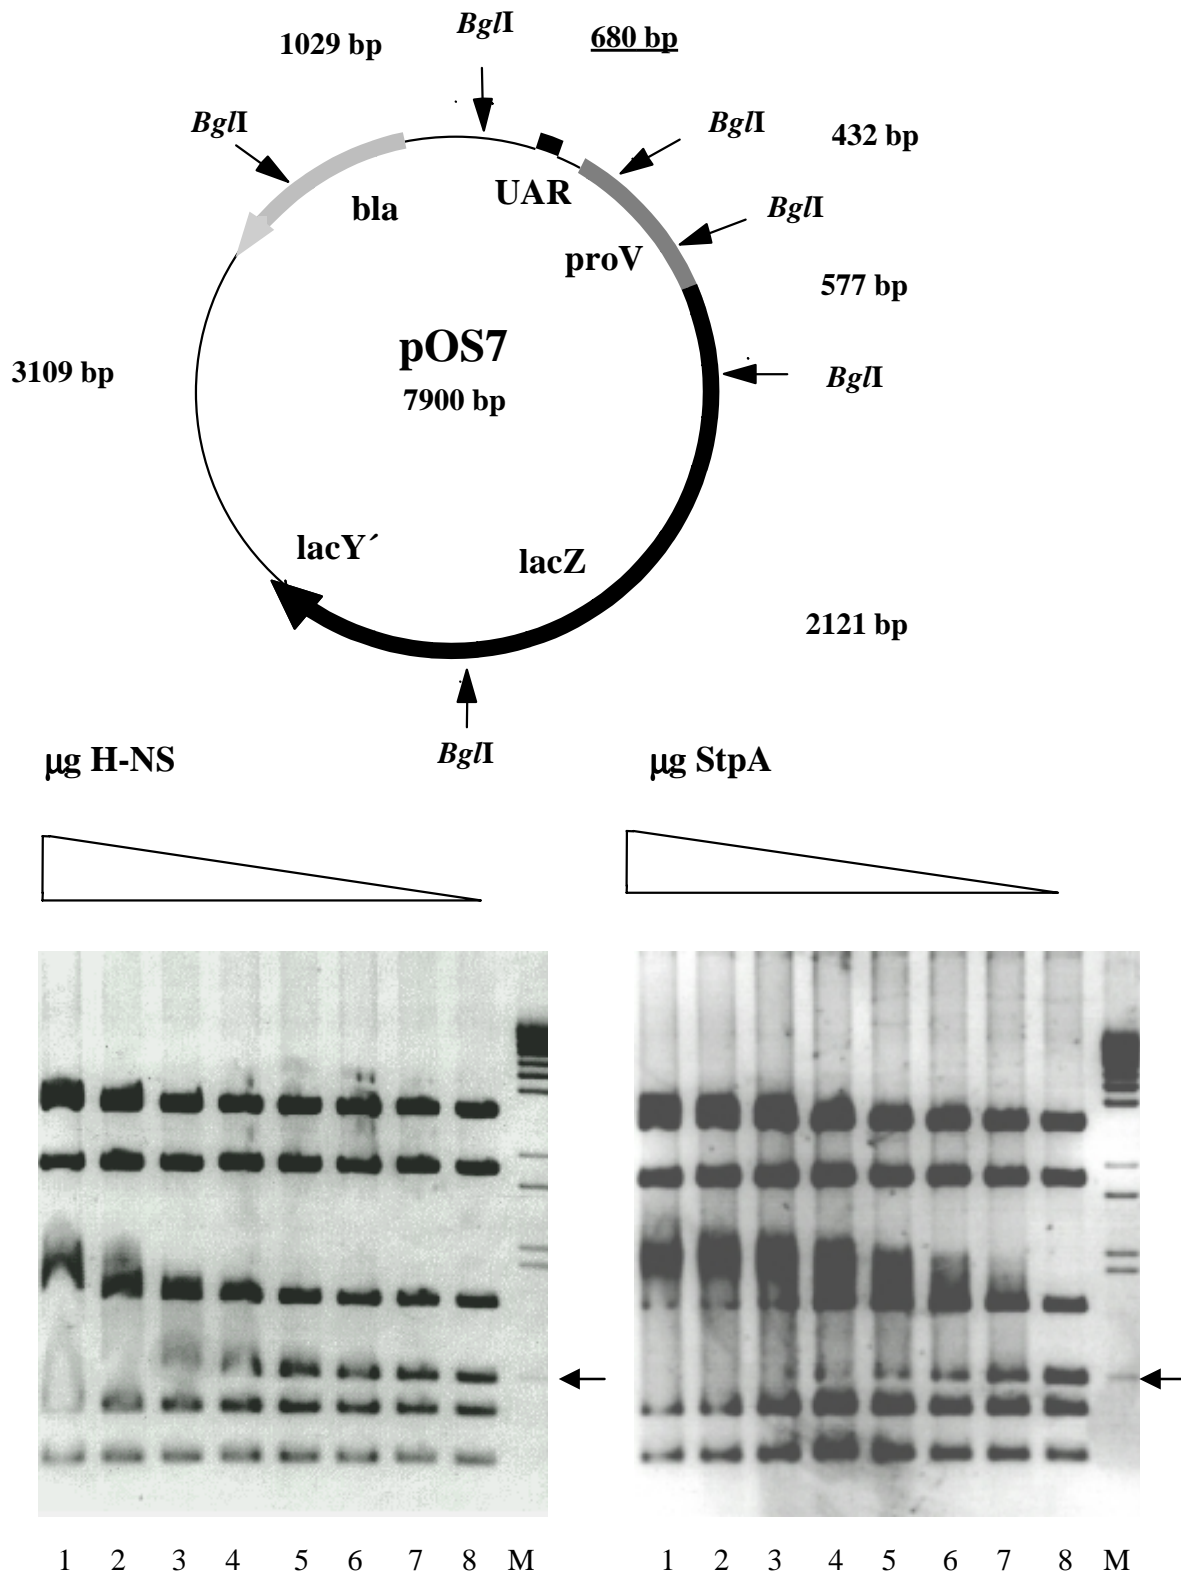 BglI
1029 bp
680 bp
BglI
BglI
432 bp
UAR
bla
BglI
proV
577 bp
pOS7
7900 bp
3109 bp
BglI
lacY´
lacZ
2121 bp
BglI
µg H-NS
µg StpA
1 2 3 4 5 6 7 8 M
1 2 3 4 5 6 7 8 M